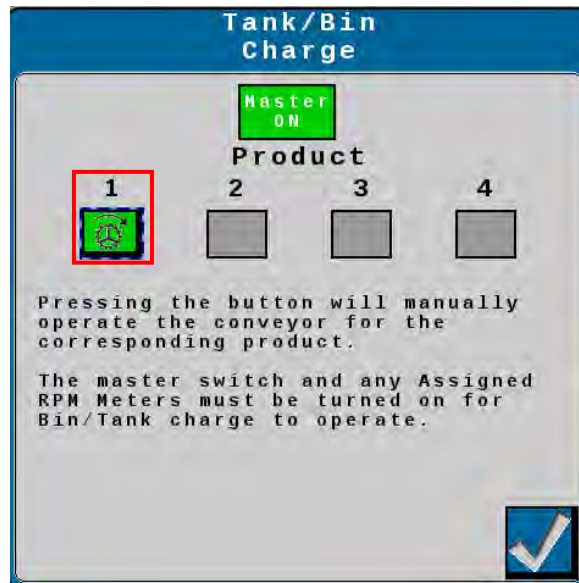 Tank/Bin
Charge
Master
ON
Product
1 2 3 4
Pressing the button will manually
operate the conveyor for the
corresponding product.
The master switch and any Assigned
RPM Meters must be turned on for
Bin/Tank charge to operate.